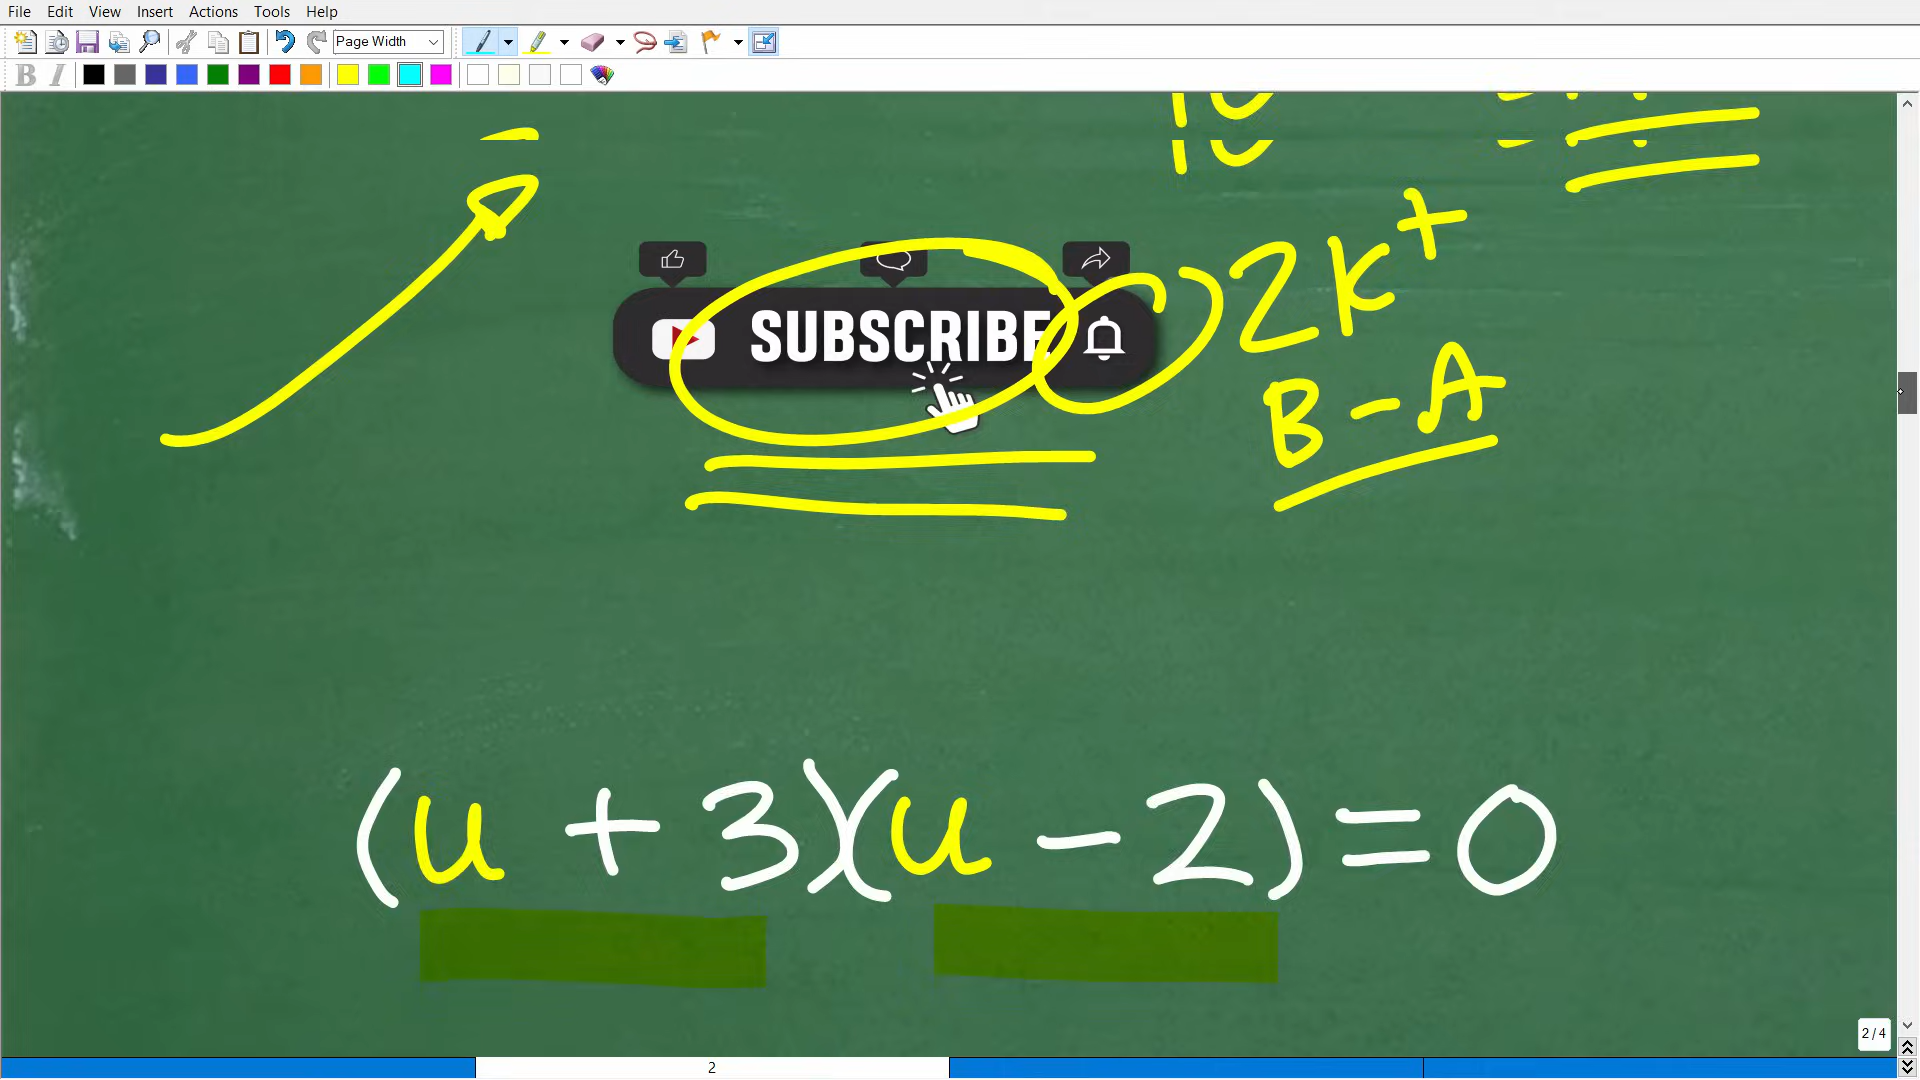 File Edit View Insert Actions Tools Help
Page Width
B I
2K+
SUBSCRIBE
B-A
(u + 3)(u - 2) = 0
2 / 4
2